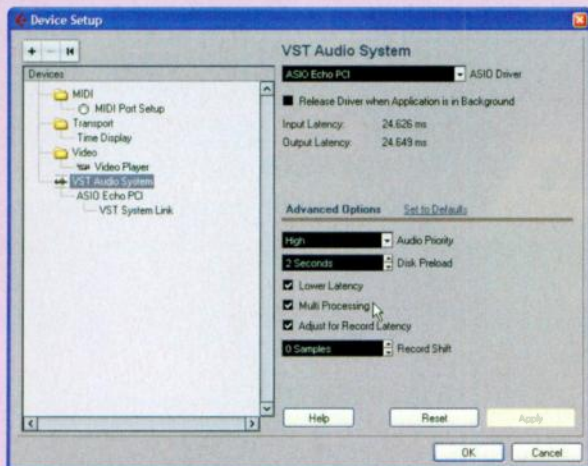 Device Setup
Devices
MIDI
MIDI Port Setup
Transport
Time Display
Video
Video Player
VST Audio System
ASIO Echo PCI
VST System Link
VST Audio System
ASIO Echo PCI
ASIO Driver
Release Driver when Application is in Background
Input Latency: 24.626 ms
Output Latency: 24.649 ms
Advanced Options Set to Defaults
High Audio Priority
2 Seconds Disk Preload
Lower Latency
Multi Processing
Adjust for Record Latency
0 Samples Record Shift
Help Reset Apply
OK Cancel